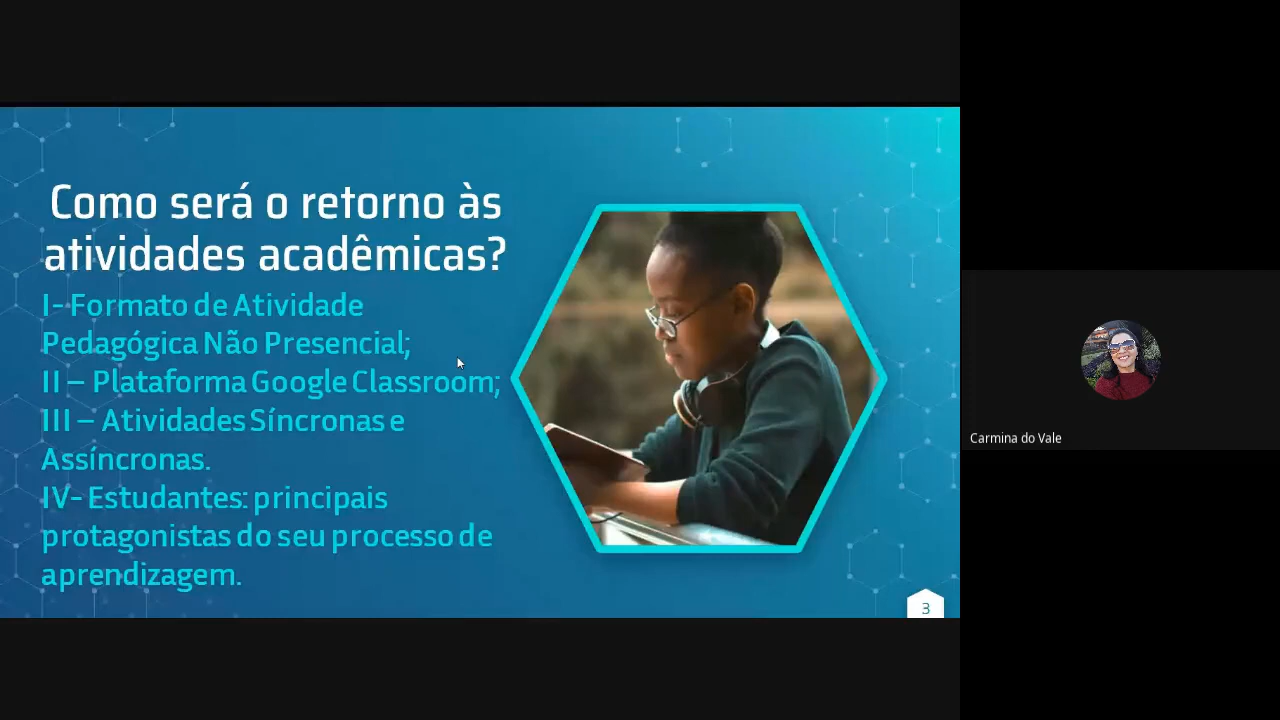 Como será o retorno às
atividades acadêmicas?
I- Formato de Atividade
Pedagógica Não Presencial;
II – Plataforma Google Classroom;
III – Atividades Síncronas e
Assíncronas.
IV- Estudantes: principais
protagonistas do seu processo de
aprendizagem.
3
Carmina do Vale